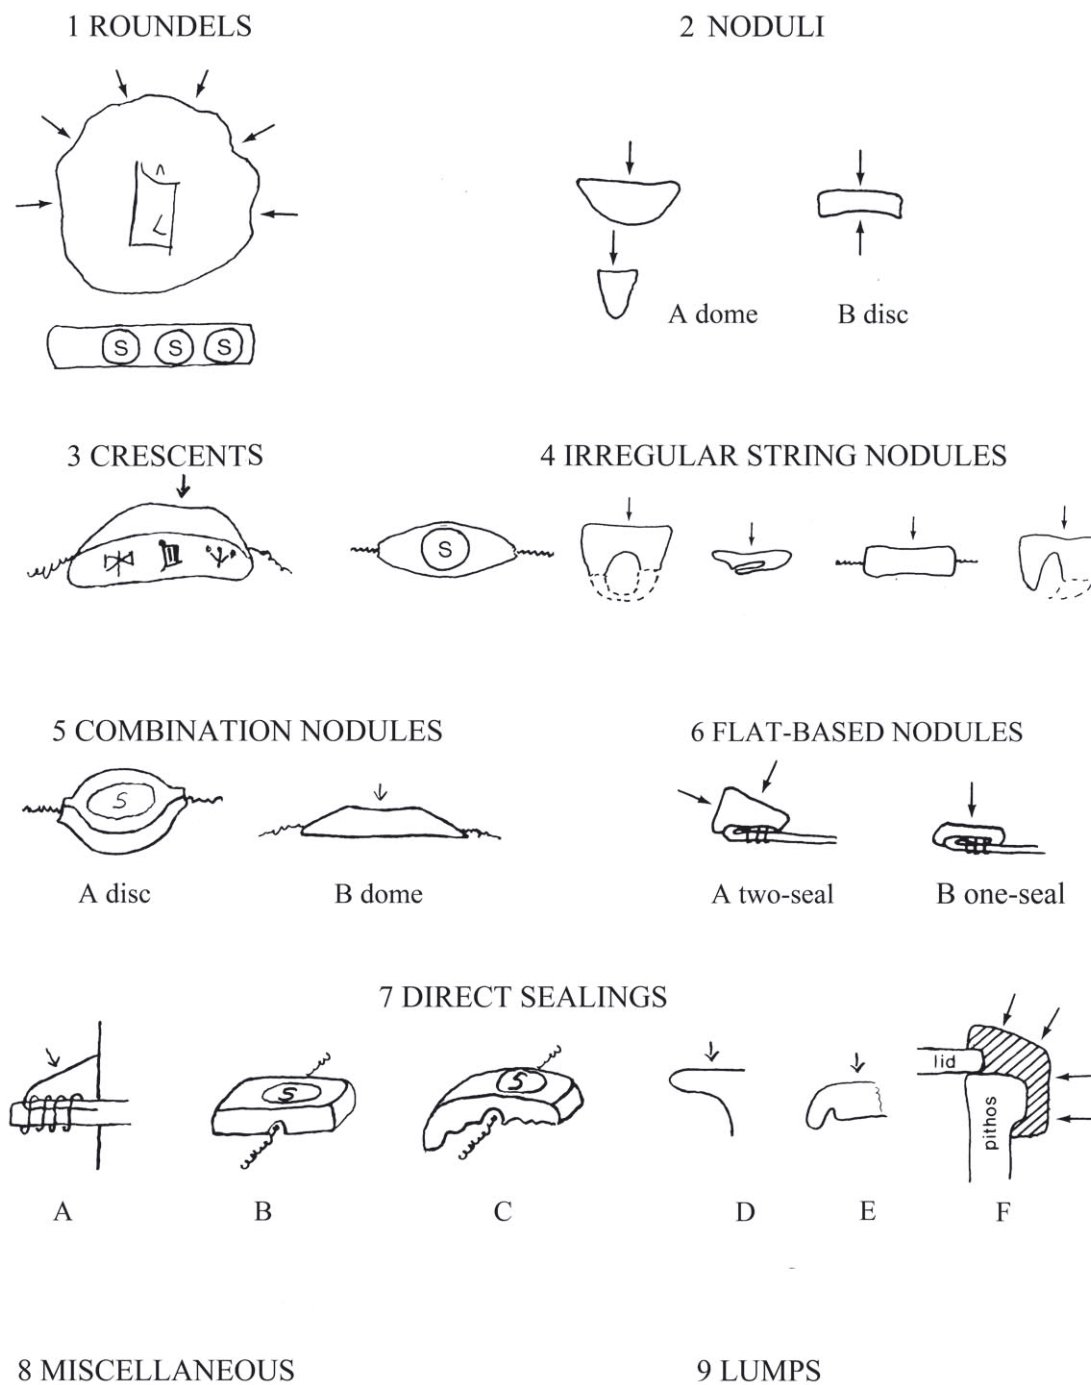 1 ROUNDELS
2 NODULI
S S S
A dome
B disc
3 CRESCENTS
4 IRREGULAR STRING NODULES
S
5 COMBINATION NODULES
6 FLAT-BASED NODULES
S
A disc
B dome
A two-seal
B one-seal
7 DIRECT SEALINGS
S
S
lid
pithos
A
B
C
D
E
F
8 MISCELLANEOUS
9 LUMPS